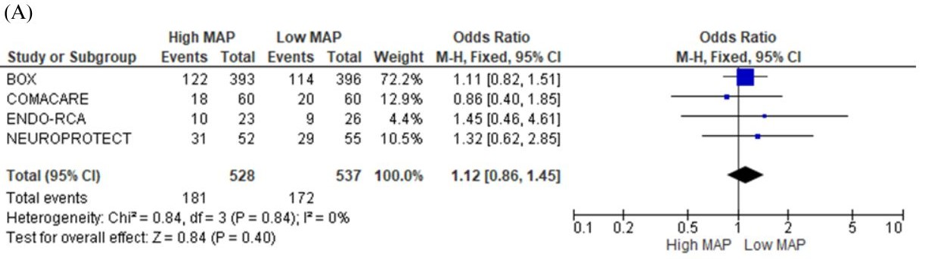 (A)
High MAP Low MAP Odds Ratio Odds Ratio
Study or Subgroup Events Total Events Total Weight M-H, Fixed, 95% CI M-H, Fixed, 95% CI
BOX 122 393 114 396 72.2% 1.11 [0.82, 1.51]
COMACARE 18 60 20 60 12.9% 0.86 [0.40, 1.85]
ENDO-RCA 10 23 9 26 4.4% 1.45 [0.46, 4.61]
NEUROPROTECT 31 52 29 55 10.5% 1.32 [0.62, 2.85]
Total (95% CI) 528 537 100.0% 1.12 [0.86, 1.45]
Total events 181 172
Heterogeneity: Chi² = 0.84, df = 3 (P = 0.84); I² = 0%
Test for overall effect: Z = 0.84 (P = 0.40)
0.1 0.2 0.5 1 2 5 10
High MAP Low MAP